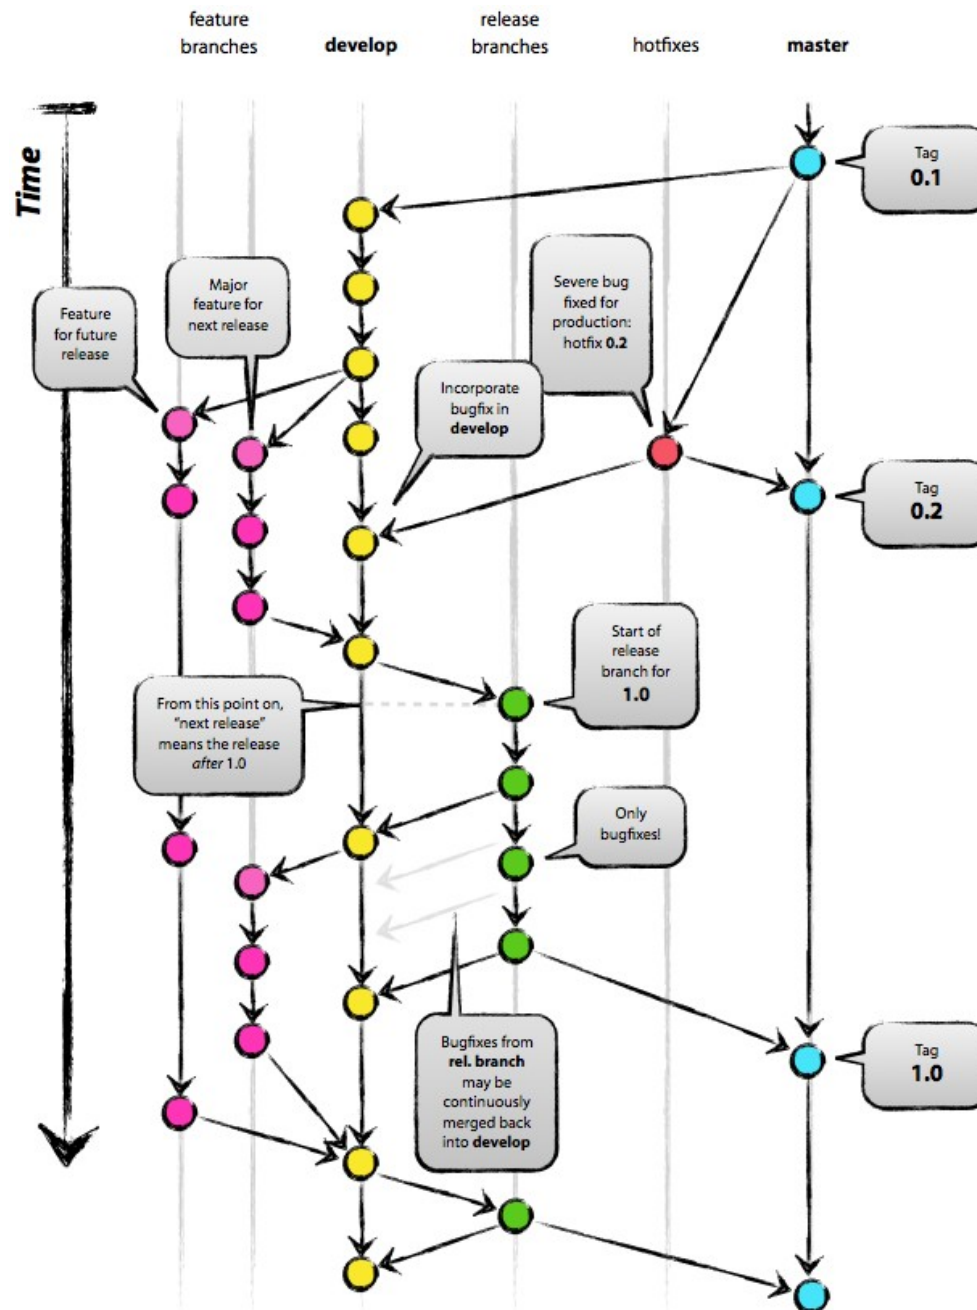 feature
branches
develop
release
branches
hotfixes
master
Time
Tag
0.1
Major
feature for
next release
Severe bug
fixed for
production:
hotfix 0.2
Feature
for future
release
Incorporate
bugfix in
develop
Tag
0.2
Start of
release
branch for
1.0
From this point on,
“next release”
means the release
after 1.0
Only
bugfixes!
Bugfixes from
rel. branch
may be
continuously
merged back
into develop
Tag
1.0